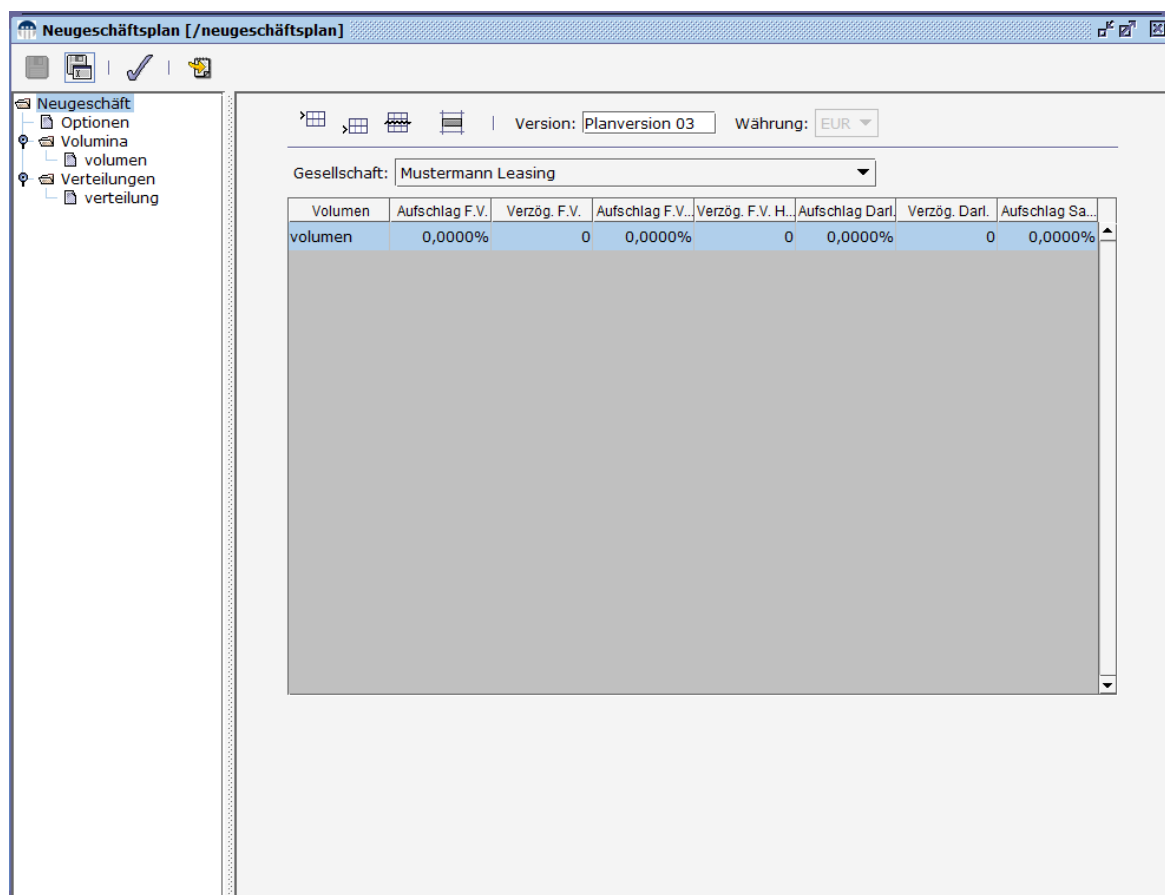 Neugeschäftsplan [/neugeschäftsplan]
Neugeschäft
Optionen
Volumina
volumen
Verteilungen
verteilung
Version: Planversion 03 Währung: EUR
Gesellschaft: Mustermann Leasing
Volumen Aufschlag F.V. Verzög. F.V. Aufschlag F.V... Verzög. F.V. H... Aufschlag Darl. Verzög. Darl. Aufschlag Sa...
volumen 0,0000% 0 0,0000% 0 0,0000% 0 0,0000%